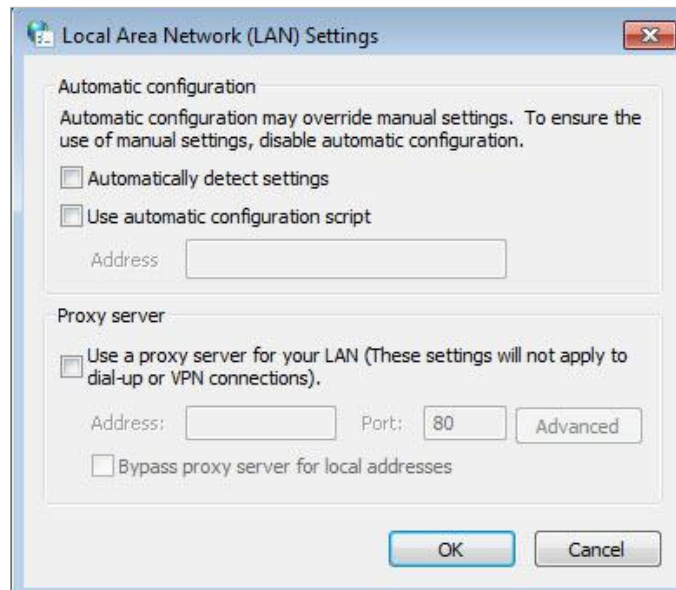 Local Area Network (LAN) Settings
Automatic configuration
Automatic configuration may override manual settings.  To ensure the
use of manual settings, disable automatic configuration.
Automatically detect settings
Use automatic configuration script
Address
Proxy server
Use a proxy server for your LAN (These settings will not apply to
dial-up or VPN connections).
Address: Port: 80 Advanced
Bypass proxy server for local addresses
OK Cancel